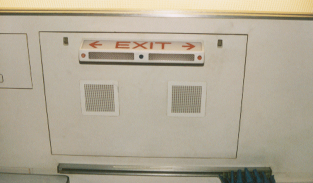 ← EXIT →